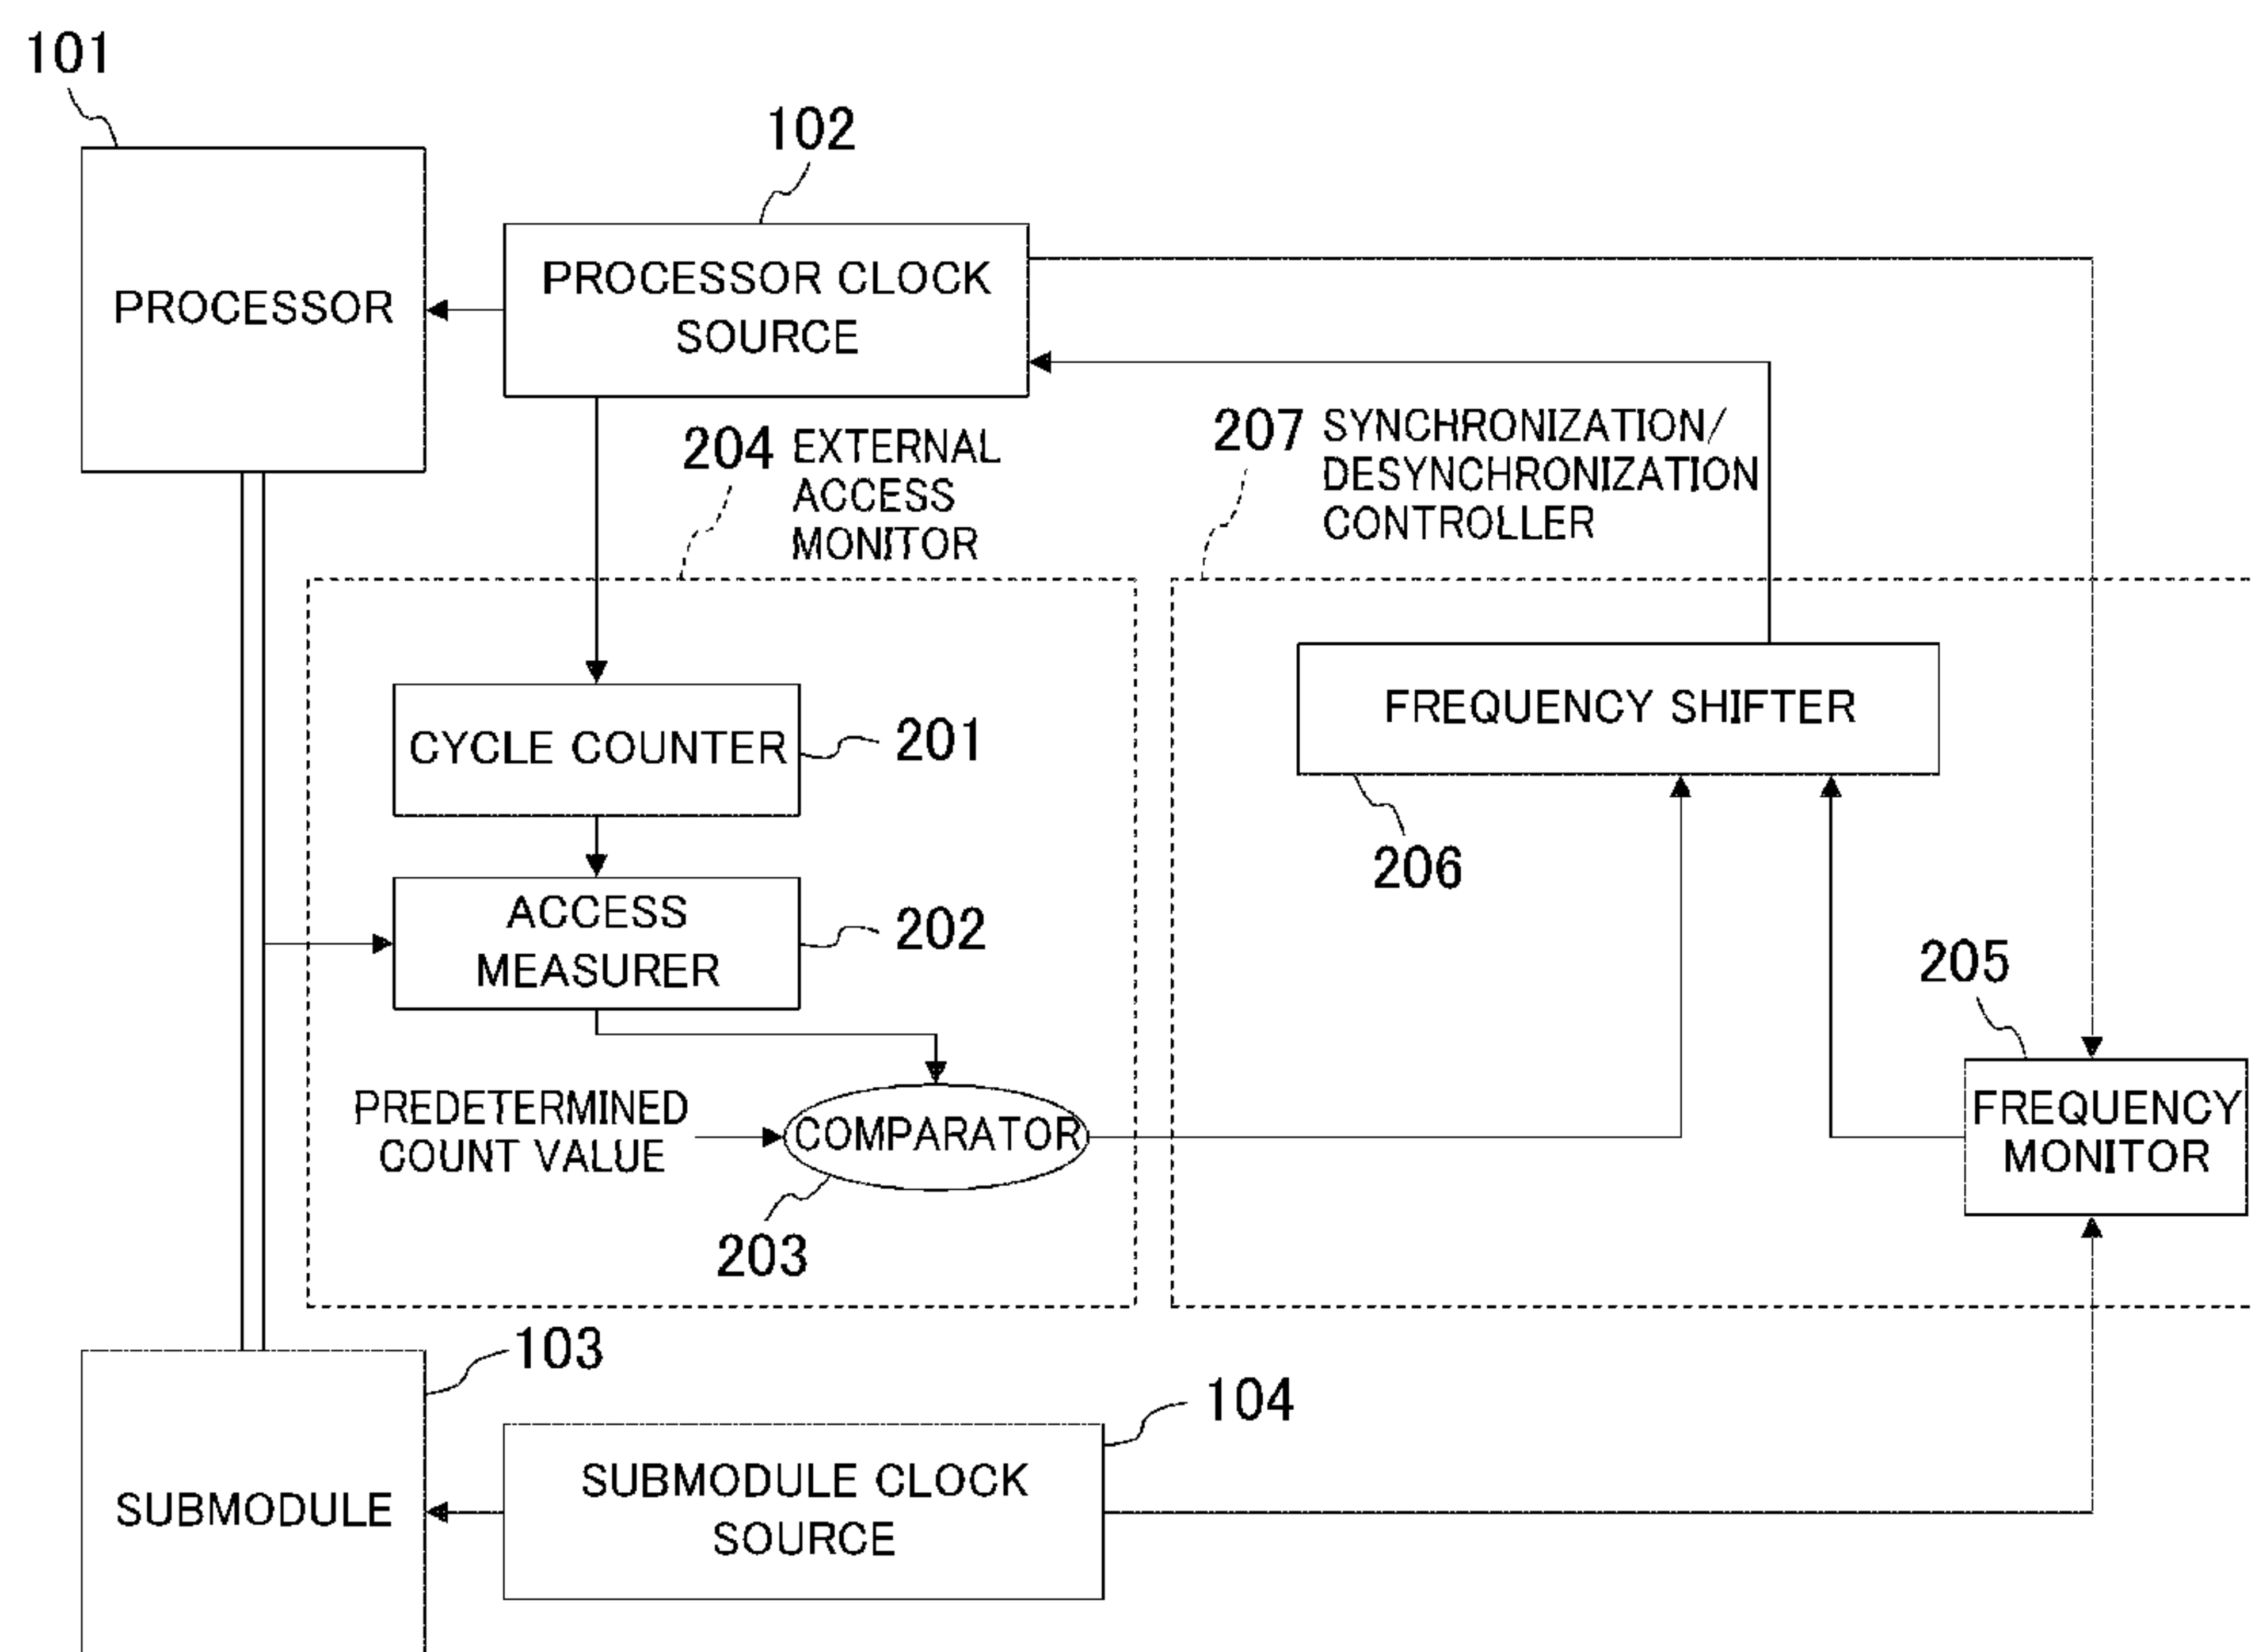 101
102
PROCESSOR
PROCESSOR CLOCK
SOURCE
204 EXTERNAL
ACCESS
MONITOR
207 SYNCHRONIZATION/
DESYNCHRONIZATION
CONTROLLER
CYCLE COUNTER
201
FREQUENCY SHIFTER
206
ACCESS
MEASURER
202
205
PREDETERMINED
COUNT VALUE
COMPARATOR
203
FREQUENCY
MONITOR
103
104
SUBMODULE
SUBMODULE CLOCK
SOURCE